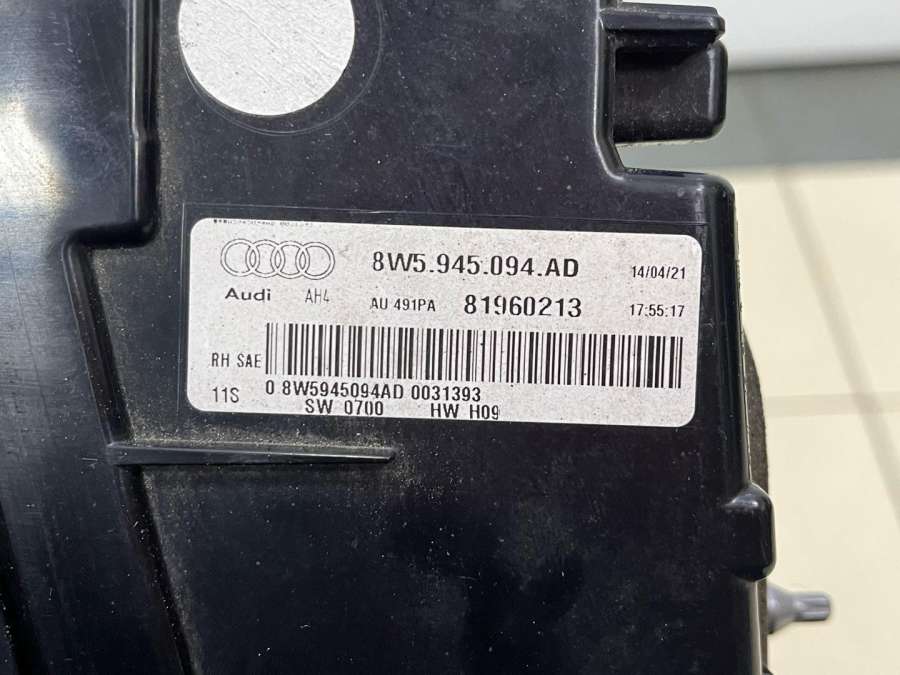 8W5.945.094.AD 14/04/21
Audi AH4 AU 491PA 81960213 17:55:17
RH SAE
11S 0 8W5945094AD 0031393
SW 0700 HW H09